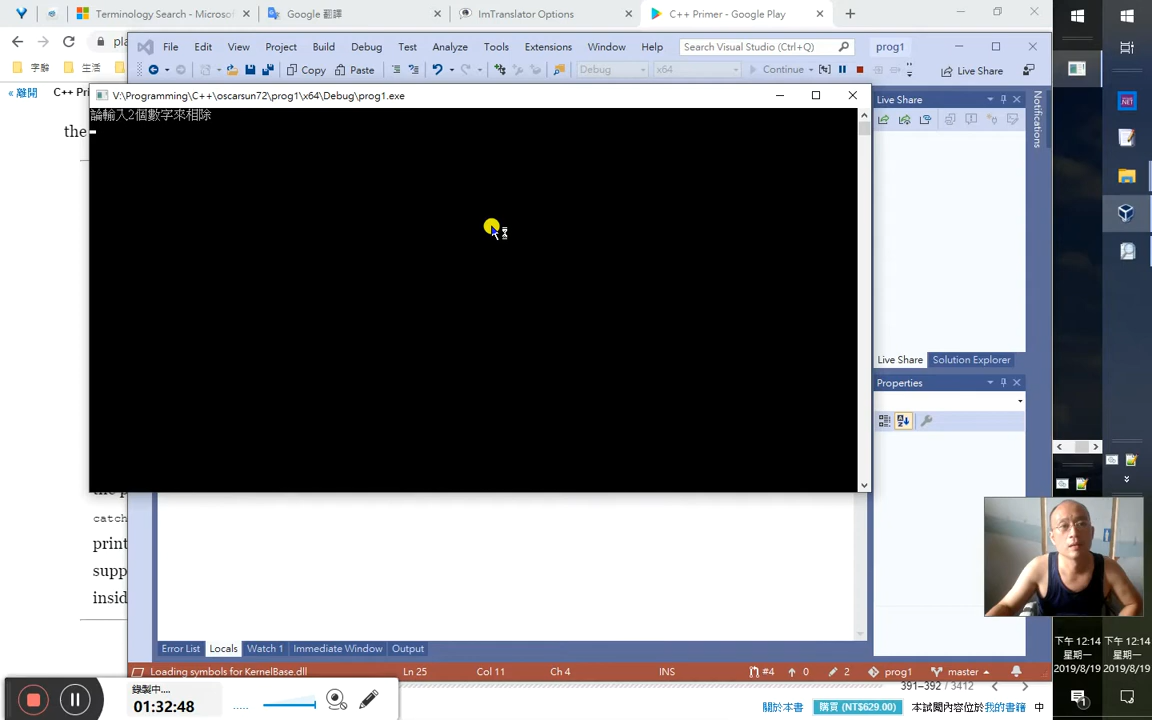 Terminology Search - Microsof
Google 翻譯
ImTranslator Options
C++ Primer - Google Play
File Edit View Project Build Debug Test Analyze Tools Extensions Window Help
Search Visual Studio (Ctrl+Q)
prog1
字辭
生活
Copy
Paste
Debug
x64
Continue
Live Share
« 離開
C++ Pri
V:\Programming\C++\oscarsun72\prog1\x64\Debug\prog1.exe
Live Share
Notifications
the
論輸入2個數字來相除
Live Share
Solution Explorer
Properties
the p
catch
print
supp
insid
Error List Locals Watch 1 Immediate Window Output
Loading symbols for KernelBase.dll
Ln 25 Col 11 Ch 4 INS
#4 0 2 prog1 master
391–392 / 3412
錄製中....
01:32:48
關於本書
購買 (NT$629.00)
本試閱內容位於我的書籍
中
下午 12:14
星期一
2019/8/19
下午 12:14
星期一
2019/8/19